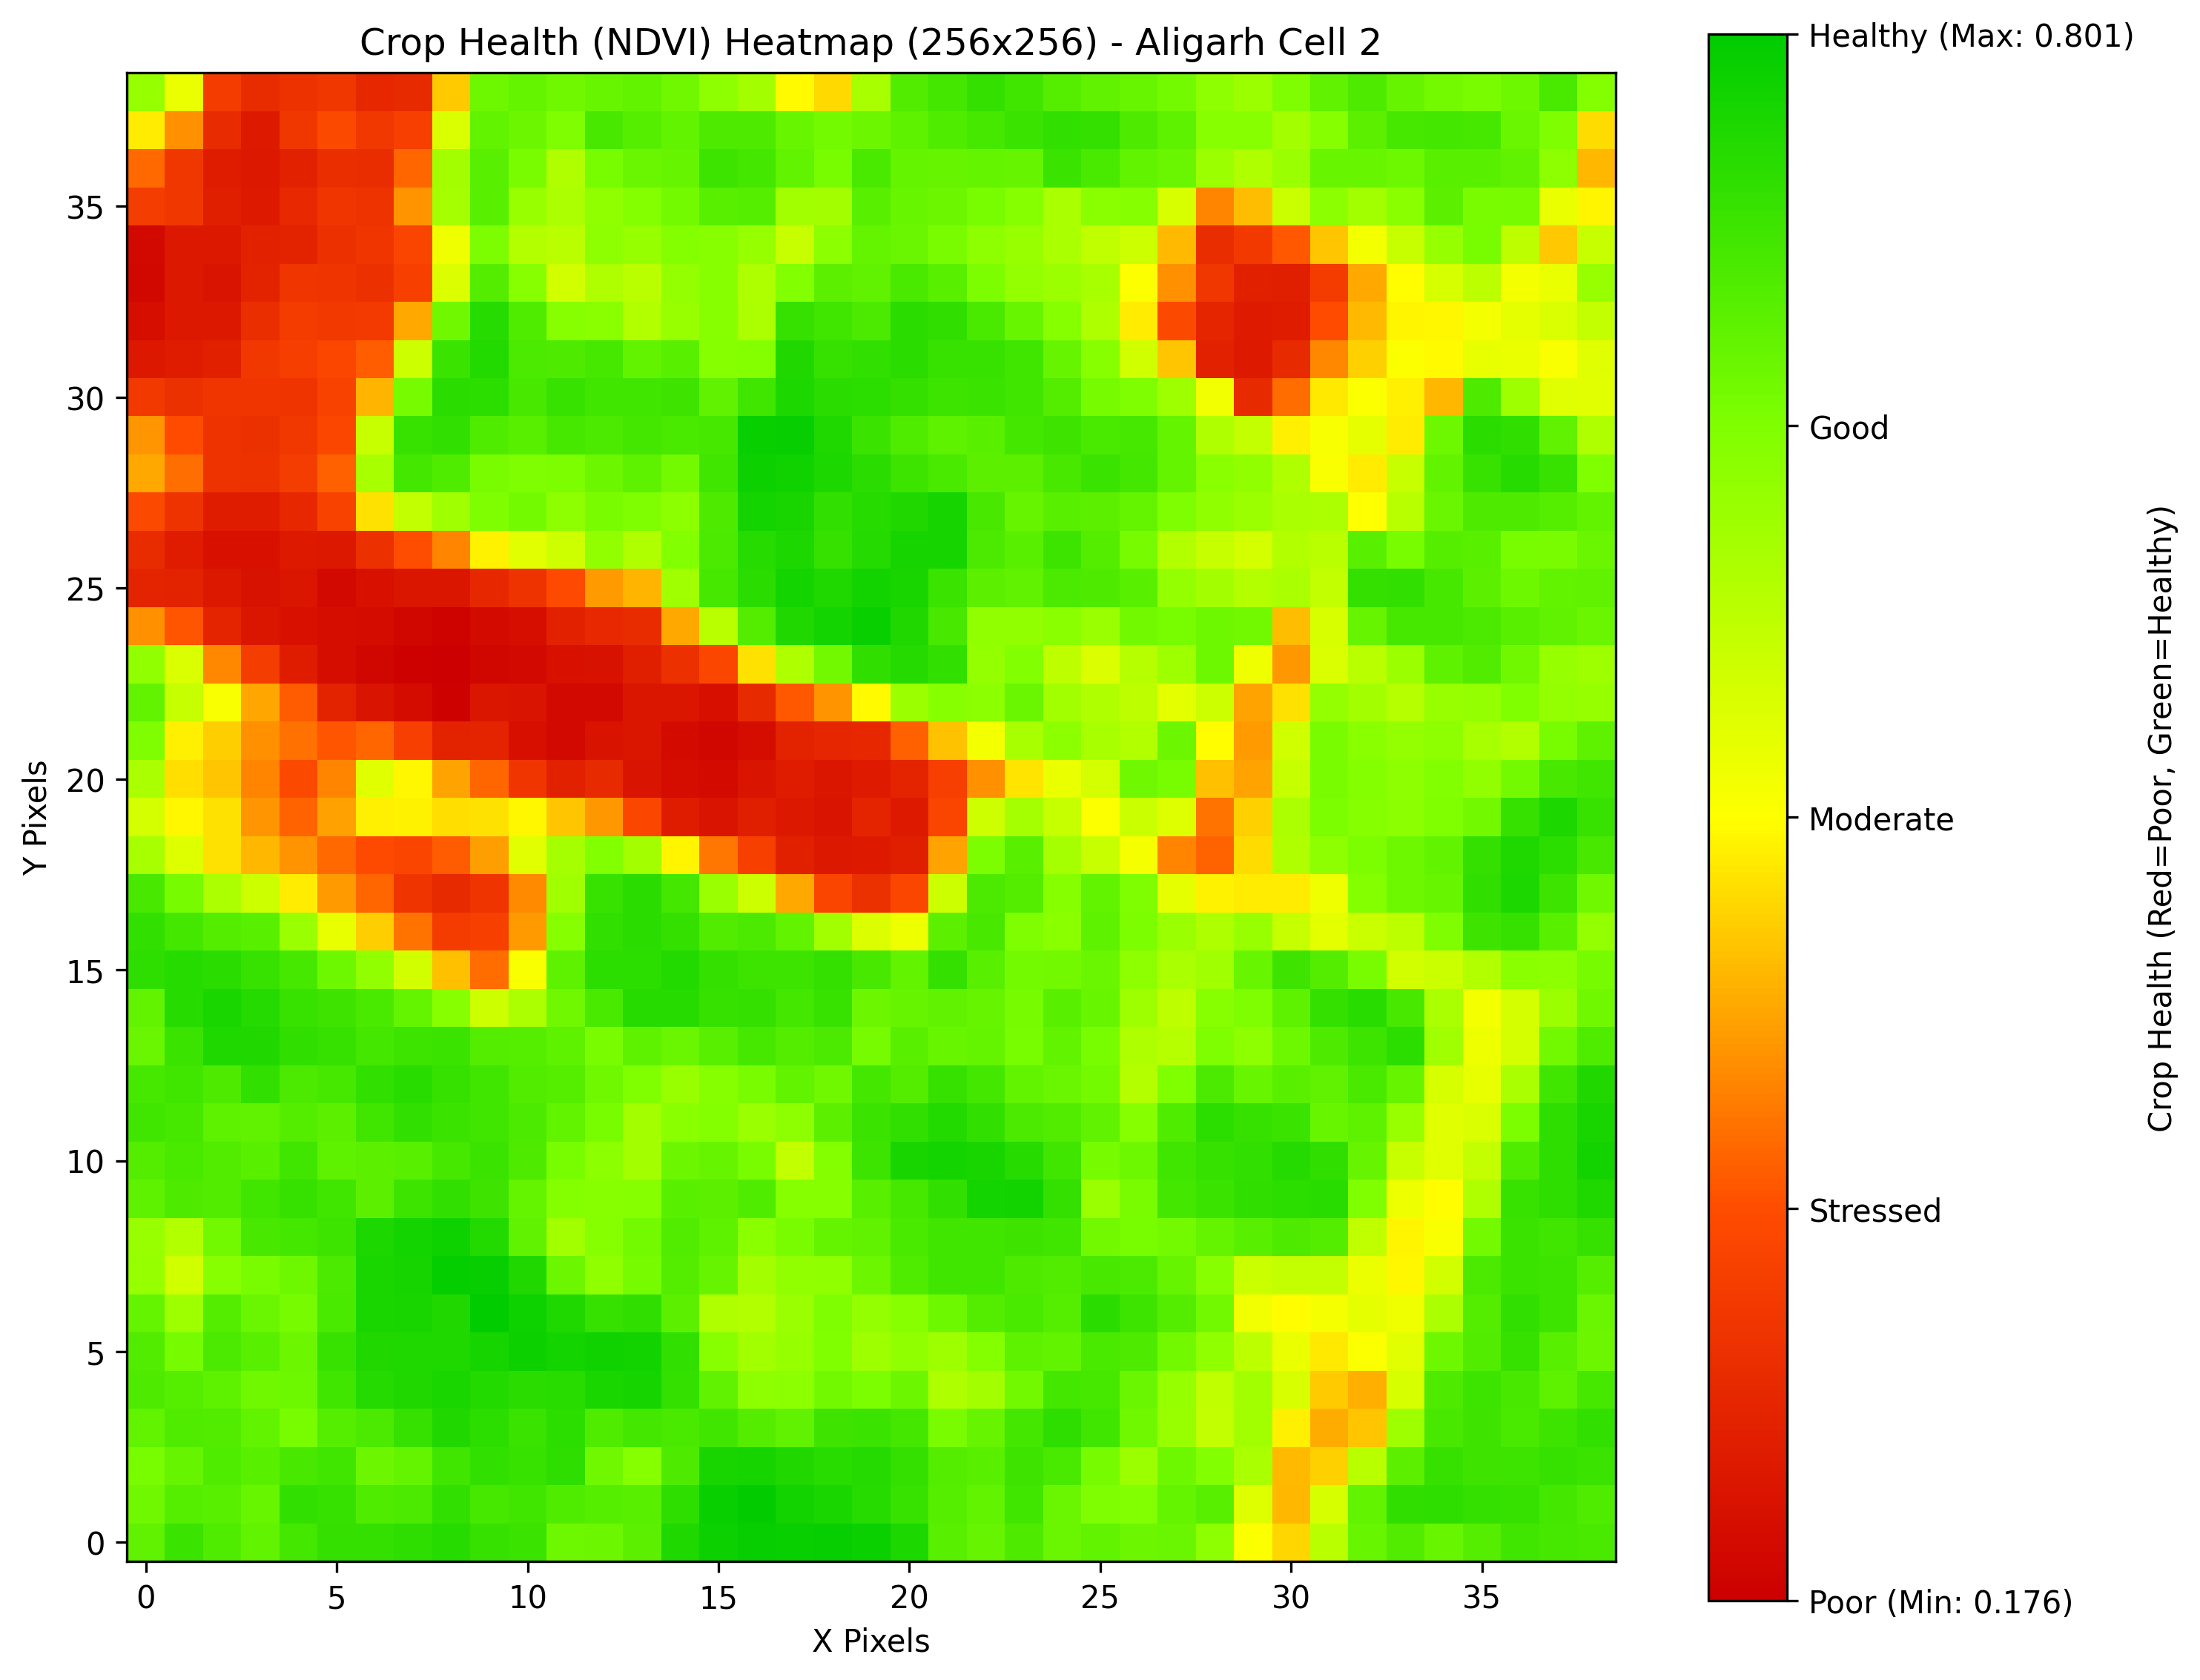 Crop Health (NDVI) Heatmap (256x256) - Aligarh Cell 2
Y Pixels
35
30
25
20
15
10
5
0
0 5 10 15 20 25 30 35
X Pixels
Healthy (Max: 0.801)
Good
Moderate
Stressed
Poor (Min: 0.176)
Crop Health (Red=Poor, Green=Healthy)